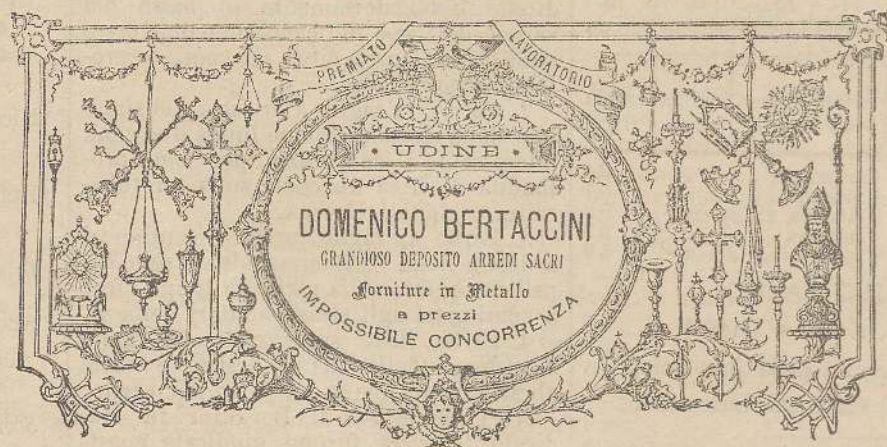 PREMIATO LAVORATORIO
· UDINE ·
DOMENICO BERTACCINI
GRANDIOSO DEPOSITO ARREDI SACRI
Forniture in Metallo
a prezzi
IMPOSSIBILE CONCORRENZA